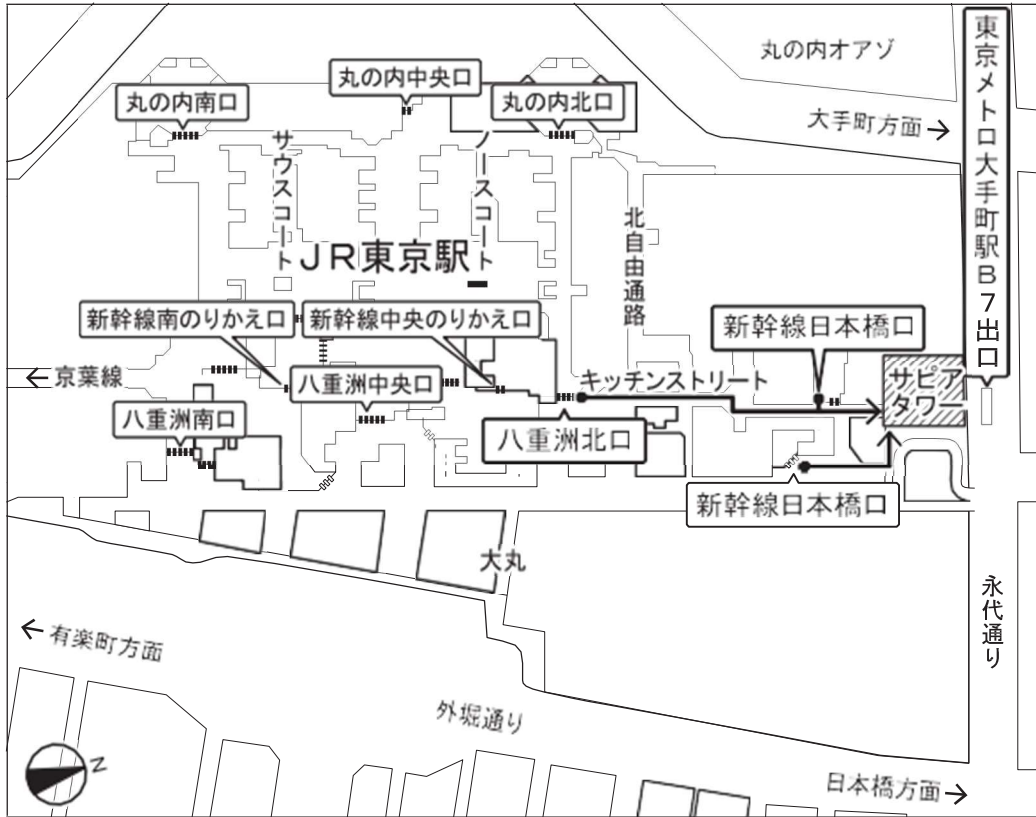 丸の内オアゾ
東京メトロ大手町駅B7出口
丸の内中央口
丸の内南口
丸の内北口
大手町方面→
サウスコート
ノースコート
北自由通路
JR東京駅
新幹線南のりかえ口
新幹線中央のりかえ口
新幹線日本橋口
←京葉線
八重洲中央口
キッチンストリート
サピア
タワー
八重洲南口
八重洲北口
新幹線日本橋口
大丸
永代通り
←有楽町方面
外堀通り
N
日本橋方面→